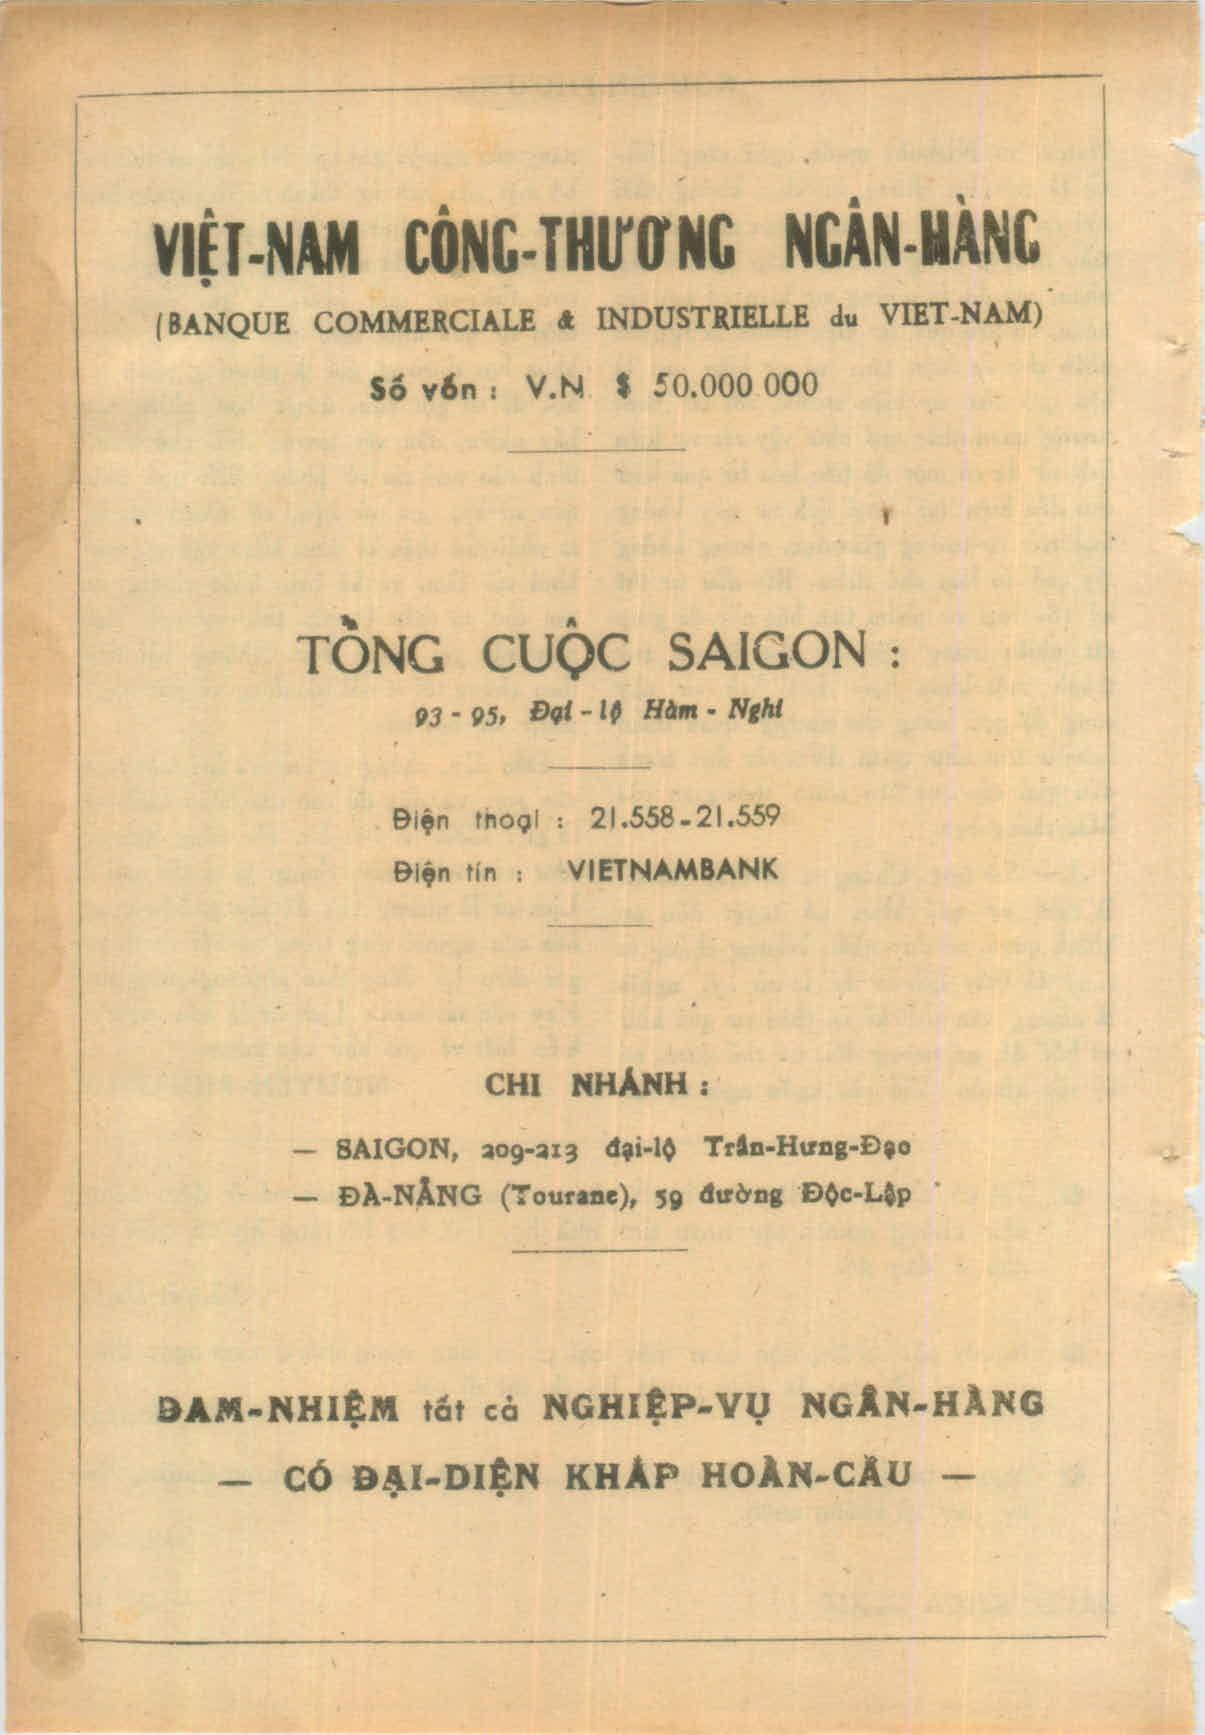 VIỆT-NAM CÔNG-THƯƠNG NGÂN-HÀNG
(BANQUE COMMERCIALE & INDUSTRIELLE du VIET-NAM)
Số vốn : V.N $ 50.000.000
TỔNG CUỘC SAIGON :
93 - 95, Đại - lộ Hàm - Nghi
Điện thoại : 21.558-21.559
Điện tín : VIETNAMBANK
CHI NHÁNH :
— SAIGON, 209-213 đại-lộ Trần-Hưng-Đạo
— ĐÀ-NẴNG (Tourane), 59 đường Độc-Lập
ĐAM-NHIỆM tất cả NGHIỆP-VỤ NGÂN-HÀNG
— CÓ ĐẠI-DIỆN KHẮP HOÀN-CẦU —